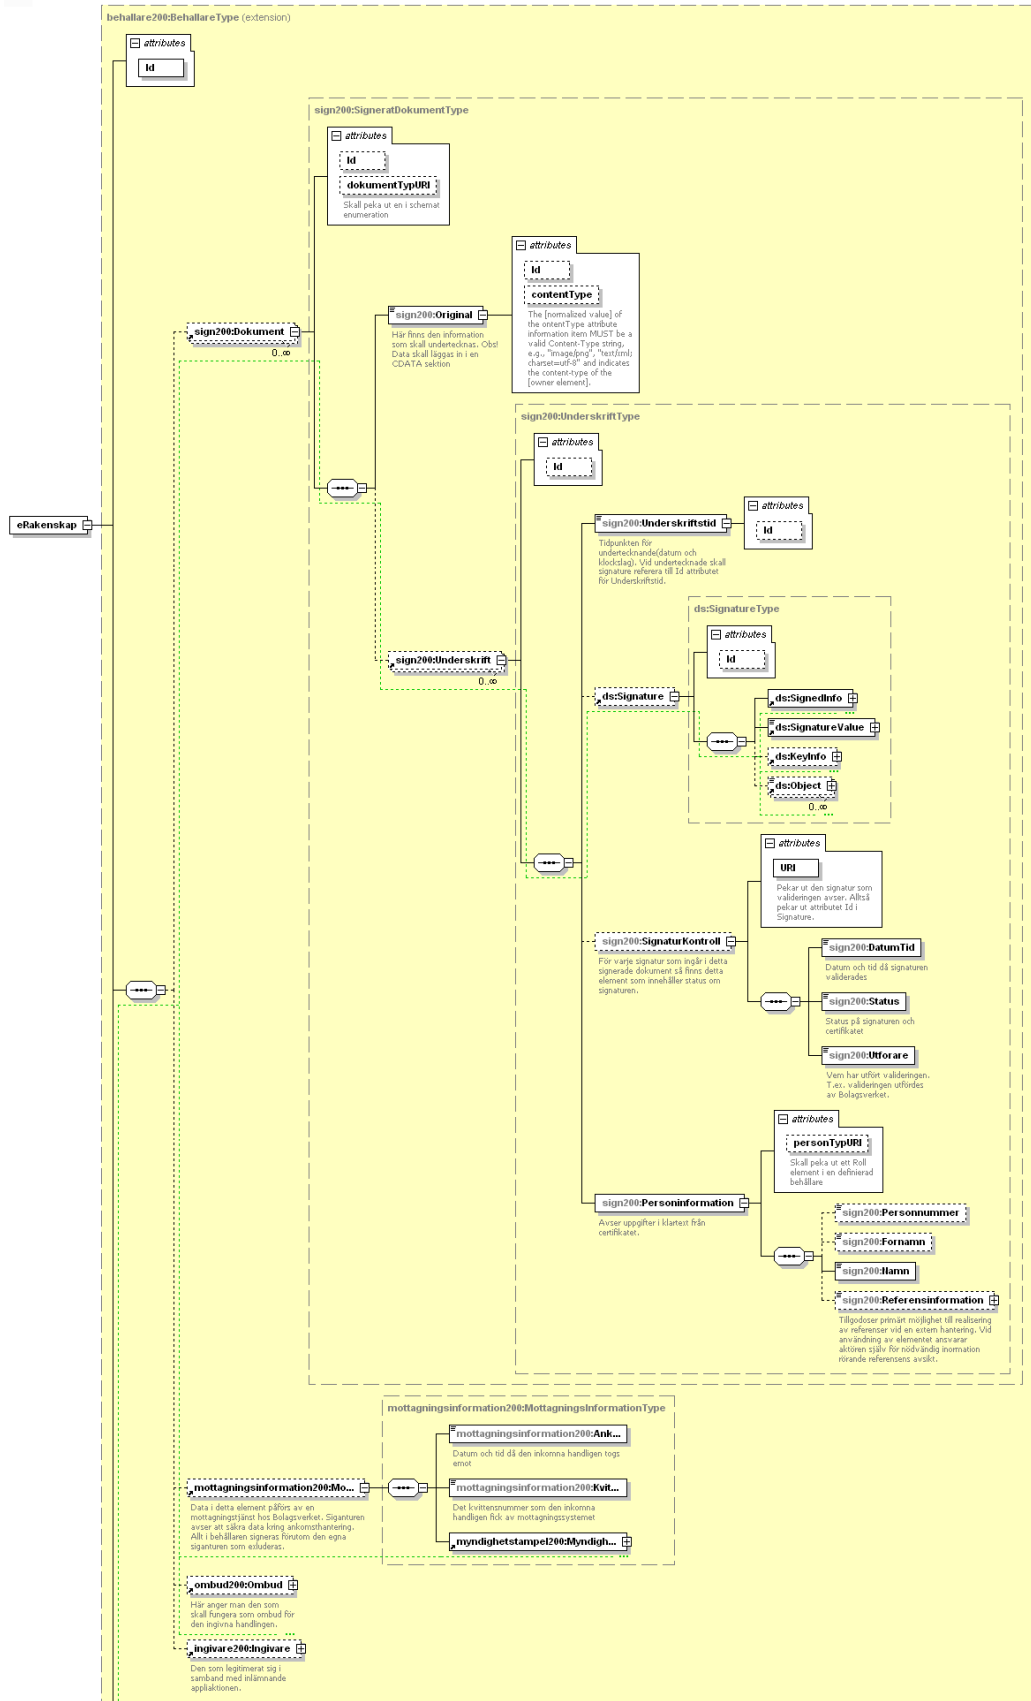 behallare200:BehallareType (extension)
attributes
Id
sign200:SigneratDokumentType
attributes
Id
dokumentTypURI
Skall peka ut en i schemat
enumeration
attributes
Id
contentType
The [normalized value] of
the ontentType attribute
information item MUST be a
valid Content-Type string,
e.g., "image/png", "text/xml;
charset=utf-8" and indicates
the content-type of the
[owner element].
sign200:Original
Här finns den information
som skall undertecknas. Obs!
Data skall läggas in i en
CDATA sektion
sign200:Dokument
0..∞
sign200:UnderskriftType
attributes
Id
eRakenskap
sign200:Underskriftstid
attributes
Id
Tidpunkten för
undertecknande(datum och
klockslag). Vid undertecknade skall
signature referera till Id attributet
för Underskriftstid.
ds:SignatureType
attributes
Id
sign200:Underskrift
0..∞
ds:Signature
ds:SignedInfo
ds:SignatureValue
ds:KeyInfo
ds:Object
0..∞
attributes
URI
Pekar ut den signatur som
valideringen avser. Alltså
pekar ut attributet Id i
Signature.
sign200:SignaturKontroll
För varje signatur som ingår i detta
signerade dokument så finns detta
element som innehåller status om
signaturen.
sign200:DatumTid
Datum och tid då signaturen
validerades
sign200:Status
Status på signaturen och
certifikatet
sign200:Utforare
Vem har utfört valideringen.
T.ex. valideringen utfördes
av Bolagsverket.
attributes
personTypURI
Skall peka ut ett Roll
element i en definierad
behållare
sign200:Personinformation
Avser uppgifter i klartext från
certifikatet.
sign200:Personnummer
sign200:Fornamn
sign200:Namn
sign200:Referensinformation
Tillgodoser primärt möjlighet till realisering
av referenser vid en extern hantering. Vid
användning av elementet ansvarar
aktören själv för nödvändig inormation
rörande referensens avsikt.
mottagningsinformation200:MottagningsInformationType
mottagningsinformation200:Ank...
Datum och tid då den inkomna handligen togs
emot
mottagningsinformation200:Mo...
Data i detta element påförs av en
mottagningstjänst hos Bolagsverket. Siganturen
avser att säkra data kring ankomsthantering.
Allt i behållaren signeras förutom den egna
siganturen som exluderas.
mottagningsinformation200:Kvit...
Det kvittensnummer som den inkomna
handligen fick av mottagningssystemet
myndighetstampel200:Myndigh...
ombud200:Ombud
Här anger man den som
skall fungera som ombud för
den ingivna handlingen.
ingivare200:Ingivare
Den som legitimerat sig i
samband med inlämnande
appliaktionen.